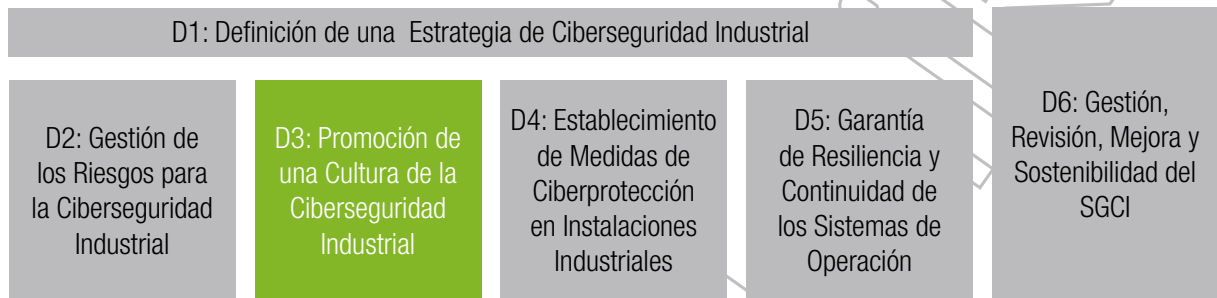 D1: Definición de una Estrategia de Ciberseguridad Industrial
D2: Gestión de
los Riesgos para
la Ciberseguridad
Industrial
D3: Promoción de
una Cultura de la
Ciberseguridad
Industrial
D4: Establecimiento
de Medidas de
Ciberprotección
en Instalaciones
Industriales
D5: Garantía
de Resiliencia y
Continuidad de
los Sistemas de
Operación
D6: Gestión,
Revisión, Mejora y
Sostenibilidad del
SGCI